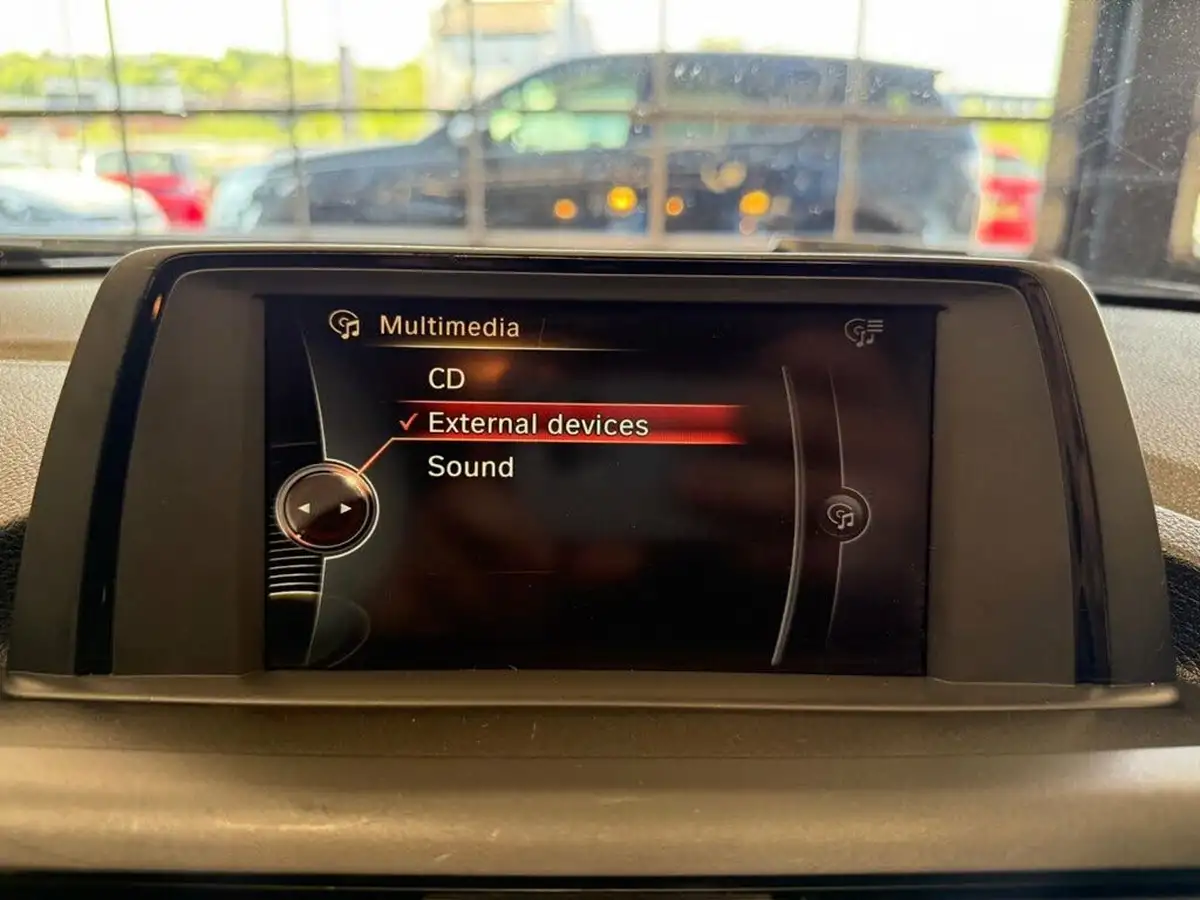 Multimedia
CD
External devices
Sound